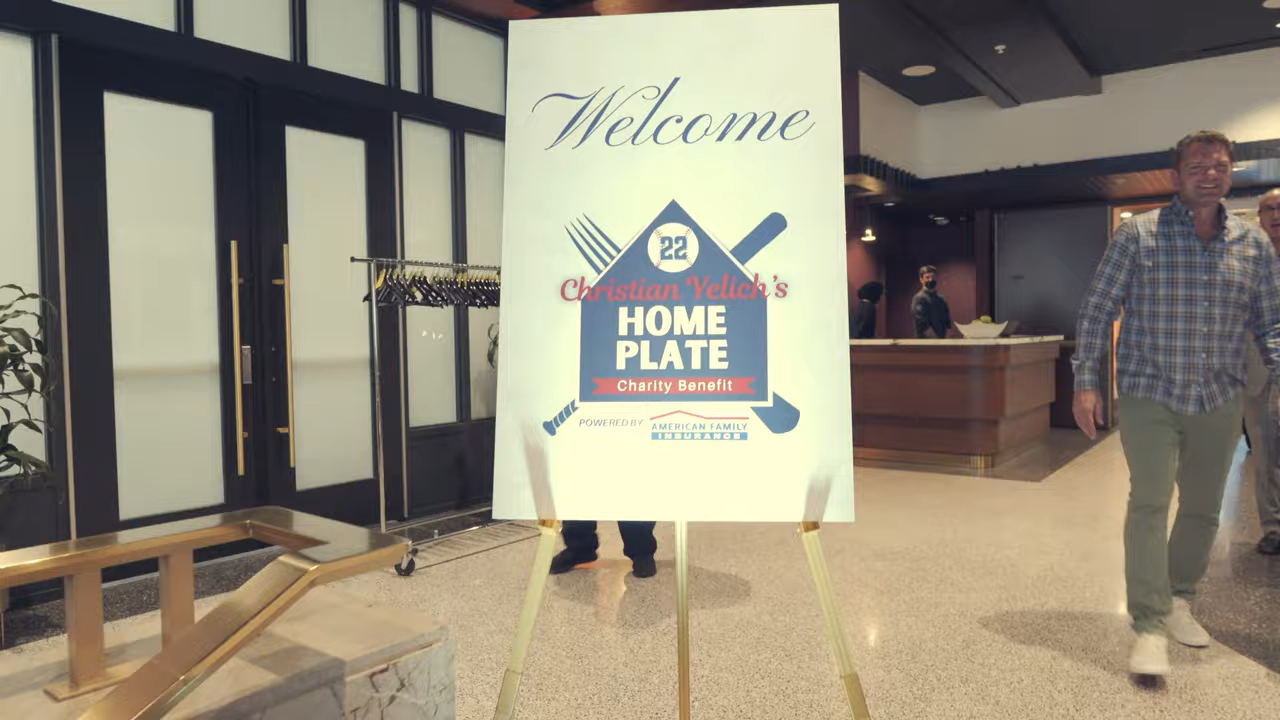 Welcome
22
Christian Yelich's
HOME
PLATE
Charity Benefit
POWERED BY AMERICAN FAMILY
INSURANCE